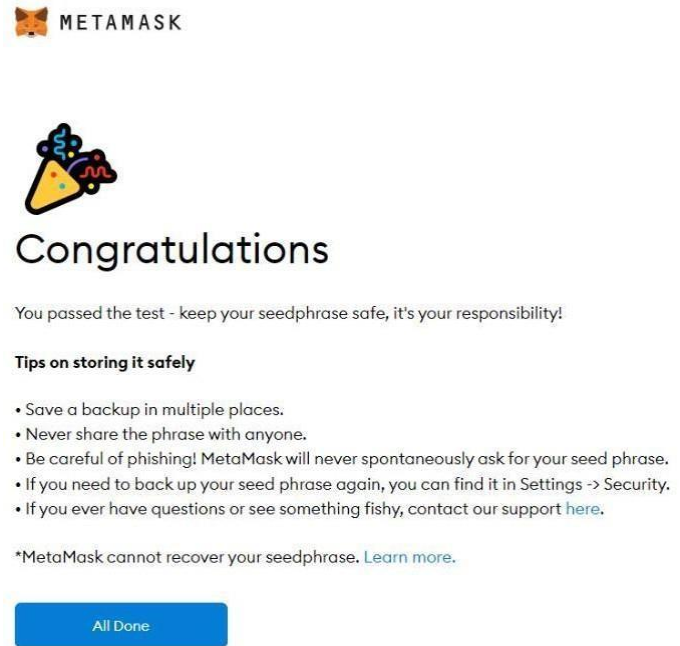 METAMASK
Congratulations
You passed the test - keep your seedphrase safe, it's your responsibility!
Tips on storing it safely
• Save a backup in multiple places.
• Never share the phrase with anyone.
• Be careful of phishing! MetaMask will never spontaneously ask for your seed phrase.
• If you need to back up your seed phrase again, you can find it in Settings -> Security.
• If you ever have questions or see something fishy, contact our support here.
*MetaMask cannot recover your seedphrase. Learn more.
All Done